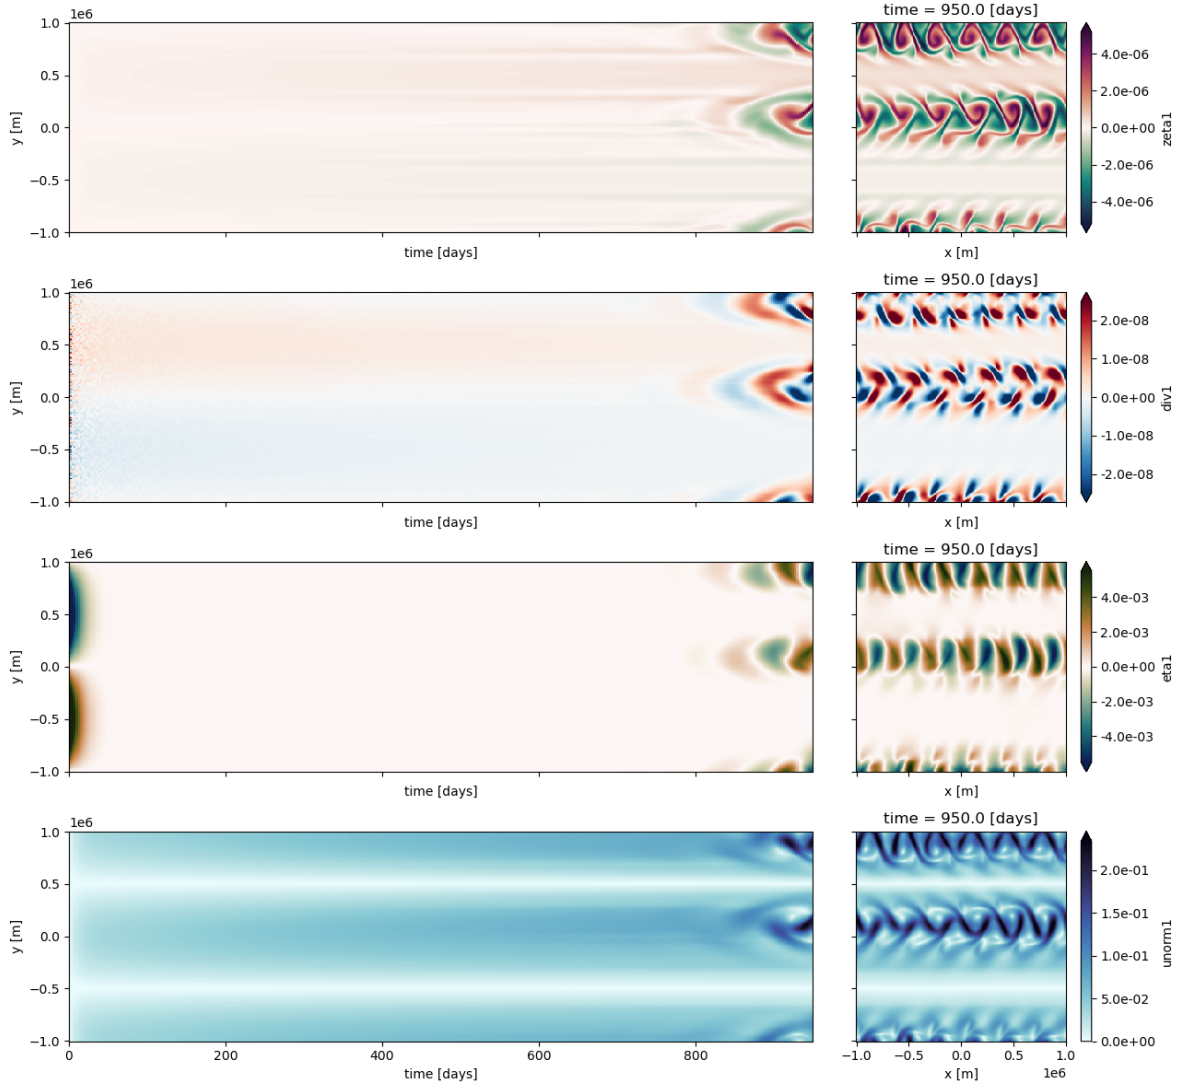 1e6
time = 950.0 [days]
1.0
0.5
0.0
−0.5
−1.0
y [m]
time [days]
x [m]
4.0e-06
2.0e-06
0.0e+00
-2.0e-06
-4.0e-06
zeta1
1e6
time = 950.0 [days]
1.0
0.5
0.0
−0.5
−1.0
y [m]
time [days]
x [m]
2.0e-08
1.0e-08
0.0e+00
-1.0e-08
-2.0e-08
div1
1e6
time = 950.0 [days]
1.0
0.5
0.0
−0.5
−1.0
y [m]
time [days]
x [m]
4.0e-03
2.0e-03
0.0e+00
-2.0e-03
-4.0e-03
eta1
1e6
time = 950.0 [days]
1.0
0.5
0.0
−0.5
−1.0
y [m]
0 200 400 600 800
time [days]
−1.0 −0.5 0.0 0.5 1.0
x [m]
1e6
2.0e-01
1.5e-01
1.0e-01
5.0e-02
0.0e+00
unorm1